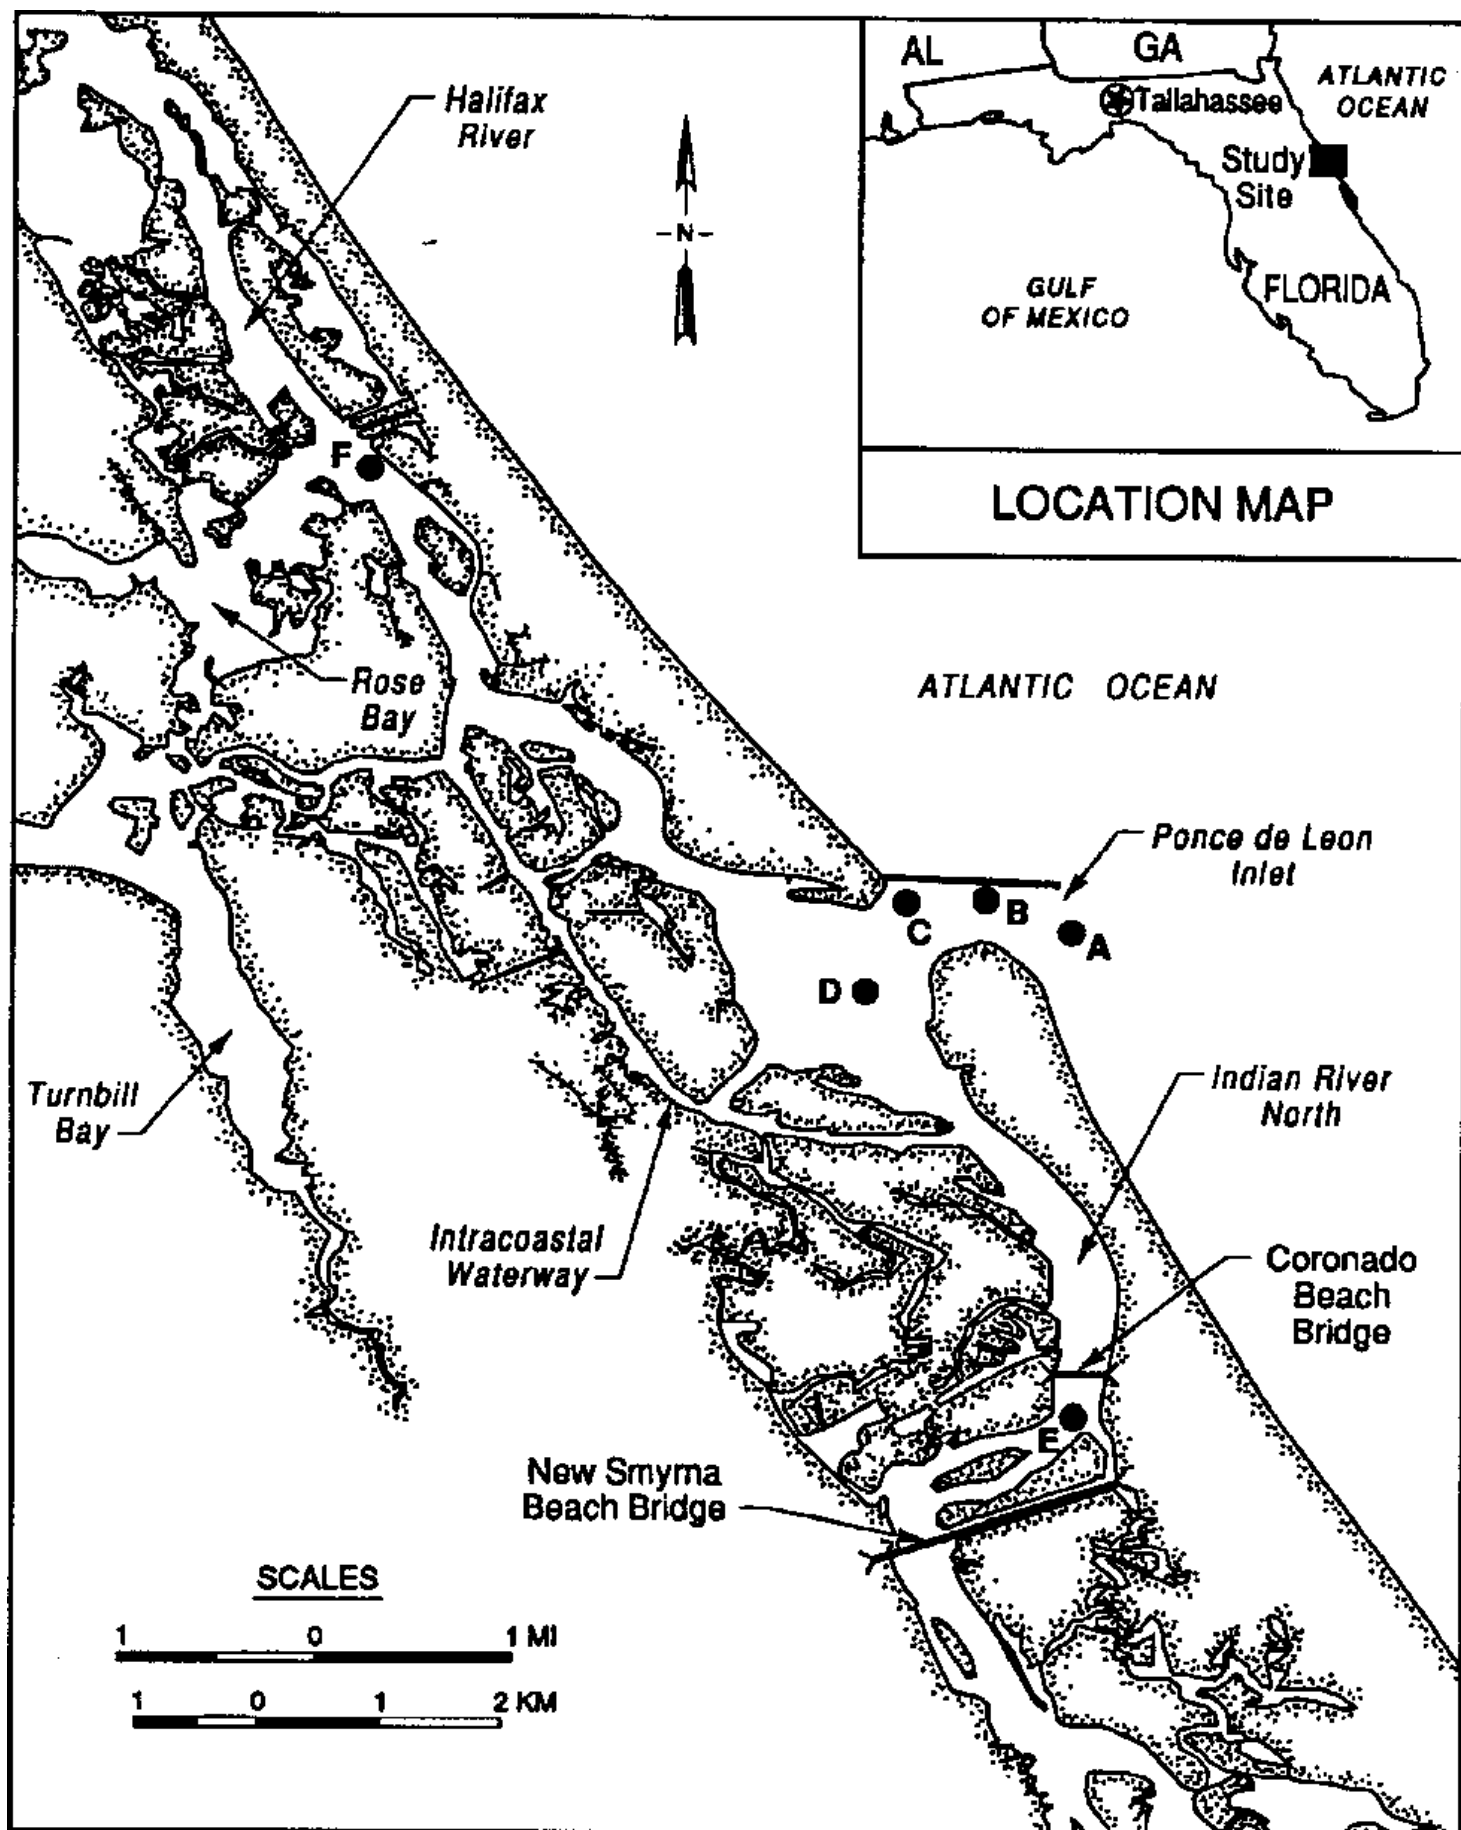 AL
GA
ATLANTIC
OCEAN
Tallahassee
Study
Site
GULF
OF MEXICO
FLORIDA
LOCATION MAP
Halifax
River
-N-
F
Rose
Bay
ATLANTIC OCEAN
Ponce de Leon
Inlet
C
B
A
D
Turnbill
Bay
Indian River
North
Intracoastal
Waterway
Coronado
Beach
Bridge
E
New Smyrna
Beach Bridge
SCALES
1 0 1 MI
1 0 1 2 KM